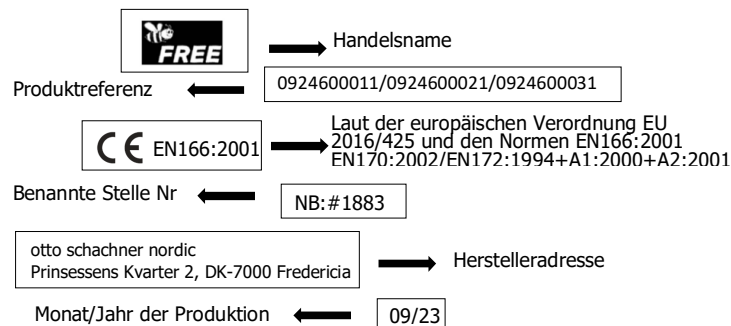 FREE
Handelsname
Produktreferenz
0924600011/0924600021/0924600031
CE EN166:2001
Laut der europäischen Verordnung EU
2016/425 und den Normen EN166:2001
EN170:2002/EN172:1994+A1:2000+A2:2001
Benannte Stelle Nr
NB:#1883
otto schachner nordic
Prinsessens Kvarter 2, DK-7000 Fredericia
Herstelleradresse
Monat/Jahr der Produktion
09/23